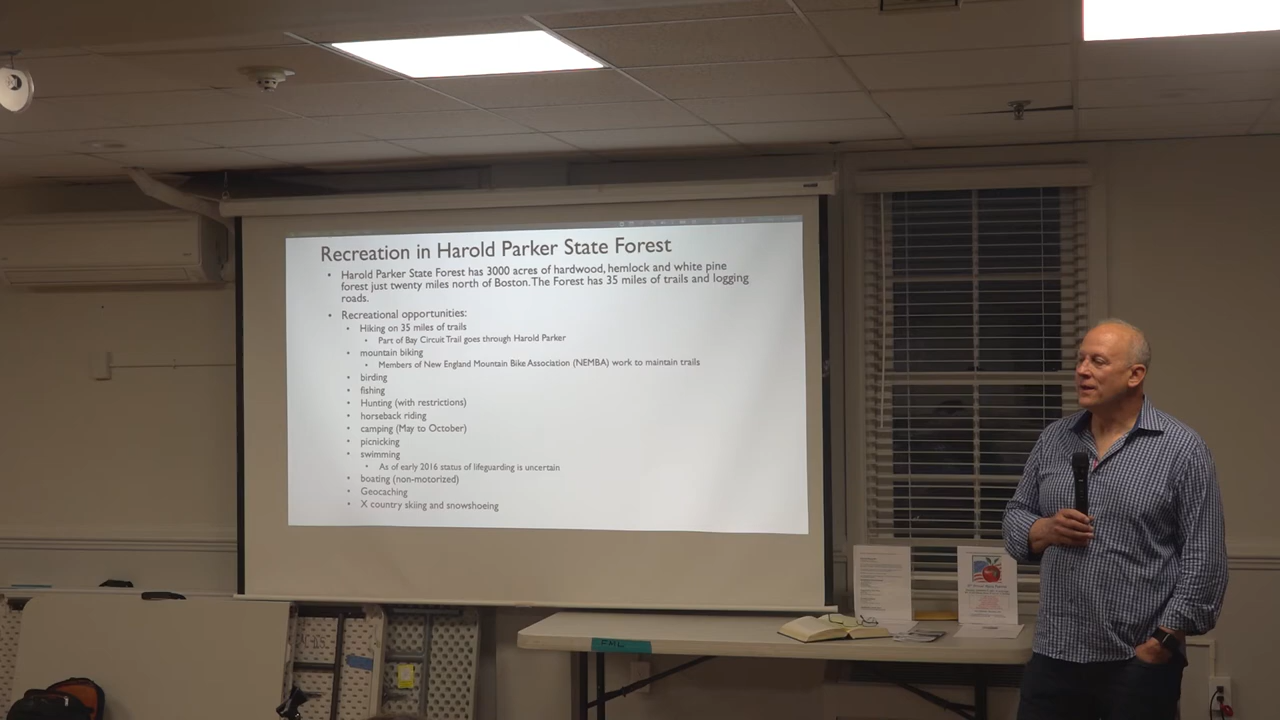 Recreation in Harold Parker State Forest
• Harold Parker State Forest has 3000 acres of hardwood, hemlock and white pine
forest just twenty miles north of Boston. The Forest has 35 miles of trails and logging
roads.
• Recreational opportunities:
• Hiking on 35 miles of trails
• Part of Bay Circuit Trail goes through Harold Parker
• mountain biking
• Members of New England Mountain Bike Association (NEMBA) work to maintain trails
• birding
• fishing
• Hunting (with restrictions)
• horseback riding
• camping (May to October)
• picnicking
• swimming
• As of early 2016 status of lifeguarding is uncertain
• boating (non-motorized)
• Geocaching
• X country skiing and snowshoeing